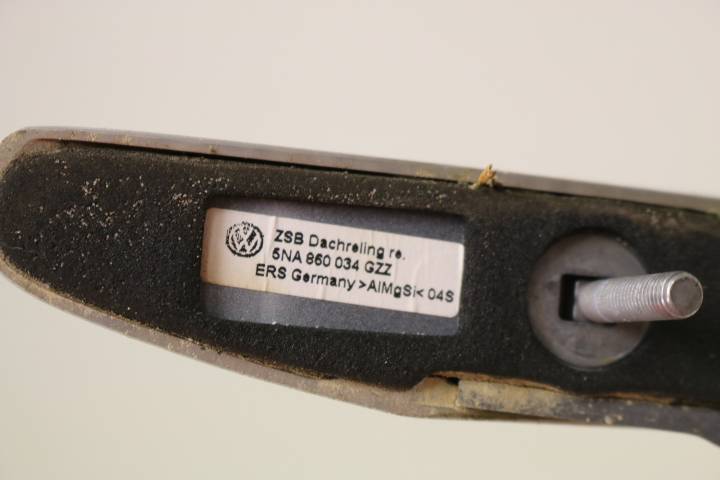 ZSB Dachreling re.
5NA 860 034 GZZ
ERS Germany >AlMgSi< 04S